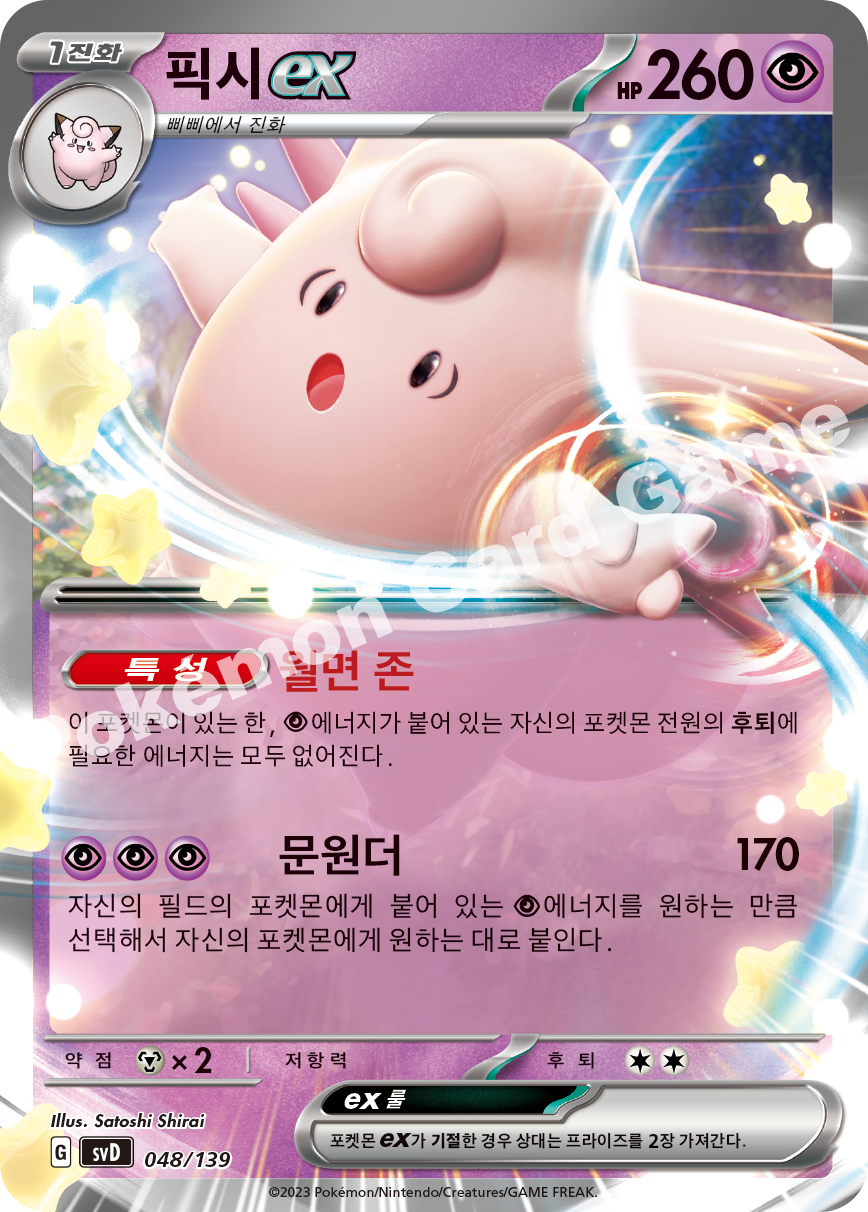 1진화
픽시ex
HP 260
삐삐에서 진화
Pokémon Card Game
특성 월면 존
이 포켓몬이 있는 한, 에너지가 붙어 있는 자신의 포켓몬 전원의 후퇴에
필요한 에너지는 모두 없어진다.
문원더 170
자신의 필드의 포켓몬에게 붙어 있는 에너지를 원하는 만큼
선택해서 자신의 포켓몬에게 원하는 대로 붙인다.
약점 ×2 저항력 후퇴
ex 룰
포켓몬 ex가 기절한 경우 상대는 프라이즈를 2장 가져간다.
Illus. Satoshi Shirai
G svD 048/139
©2023 Pokémon/Nintendo/Creatures/GAME FREAK.